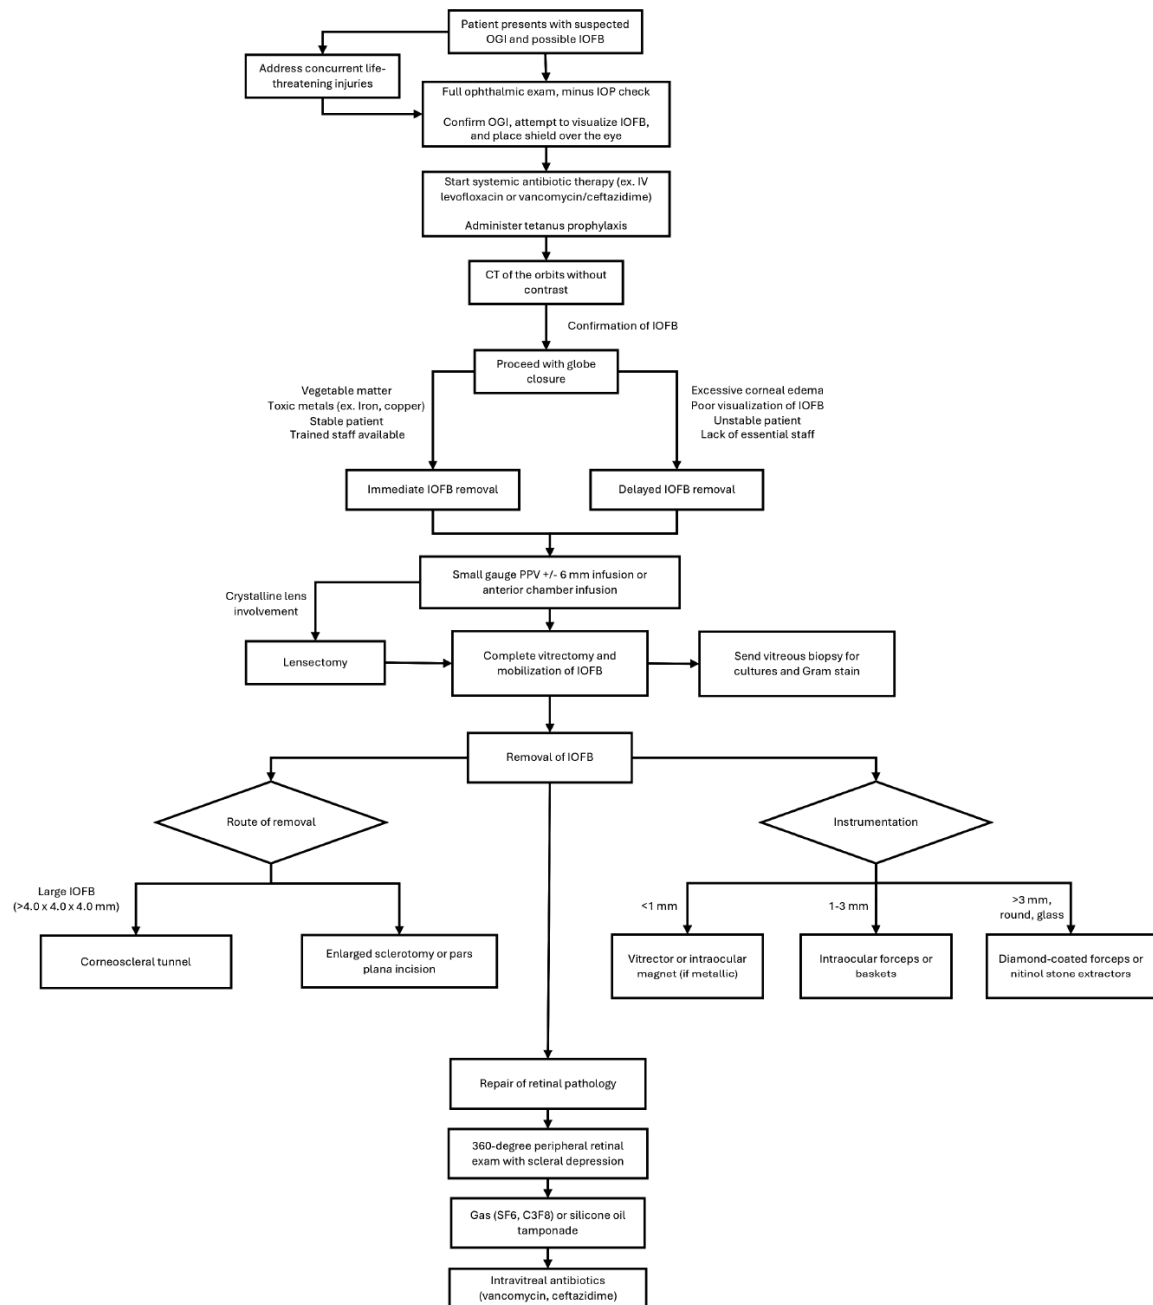 Patient presents with suspected
OGI and possible IOFB
Address concurrent life-
threatening injuries
Full ophthalmic exam, minus IOP check
Confirm OGI, attempt to visualize IOFB,
and place shield over the eye
Start systemic antibiotic therapy (ex. IV
levofloxacin or vancomycin/ceftazidime)
Administer tetanus prophylaxis
CT of the orbits without
contrast
Confirmation of IOFB
Proceed with globe
closure
Vegetable matter
Toxic metals (ex. Iron, copper)
Stable patient
Trained staff available
Excessive corneal edema
Poor visualization of IOFB
Unstable patient
Lack of essential staff
Immediate IOFB removal
Delayed IOFB removal
Small gauge PPV +/- 6 mm infusion or
anterior chamber infusion
Crystalline lens
involvement
Lensectomy
Complete vitrectomy and
mobilization of IOFB
Send vitreous biopsy for
cultures and Gram stain
Removal of IOFB
Route of removal
Instrumentation
Large IOFB
(>4.0 x 4.0 x 4.0 mm)
<1 mm
1-3 mm
>3 mm,
round, glass
Corneoscleral tunnel
Enlarged sclerotomy or pars
plana incision
Vitrector or intraocular
magnet (if metallic)
Intraocular forceps or
baskets
Diamond-coated forceps or
nitinol stone extractors
Repair of retinal pathology
360-degree peripheral retinal
exam with scleral depression
Gas (SF6, C3F8) or silicone oil
tamponade
Intravitreal antibiotics
(vancomycin, ceftazidime)